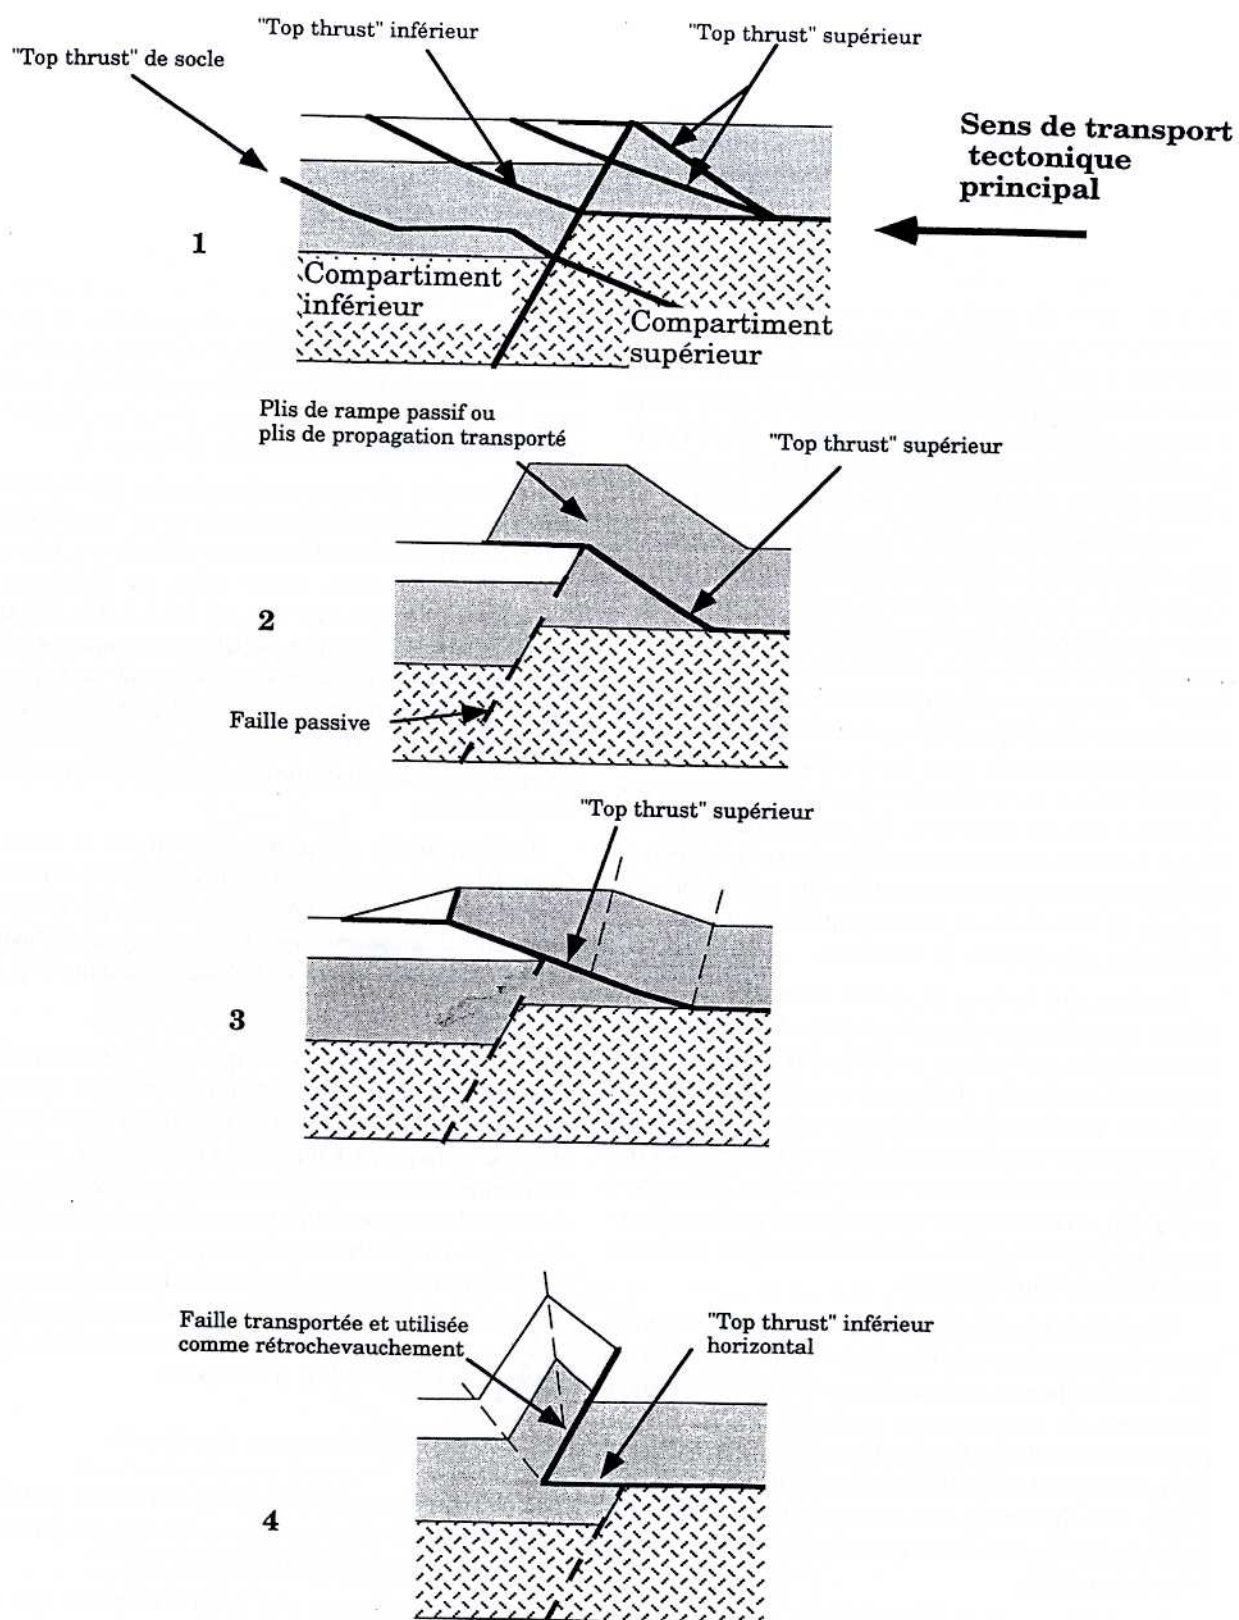 "Top thrust" inférieur
"Top thrust" supérieur
"Top thrust" de socle
Sens de transport
tectonique
principal
1
Compartiment
inférieur
Compartiment
supérieur
Plis de rampe passif ou
plis de propagation transporté
"Top thrust" supérieur
2
Faille passive
"Top thrust" supérieur
3
Faille transportée et utilisée
comme rétrochevauchement
"Top thrust" inférieur
horizontal
4